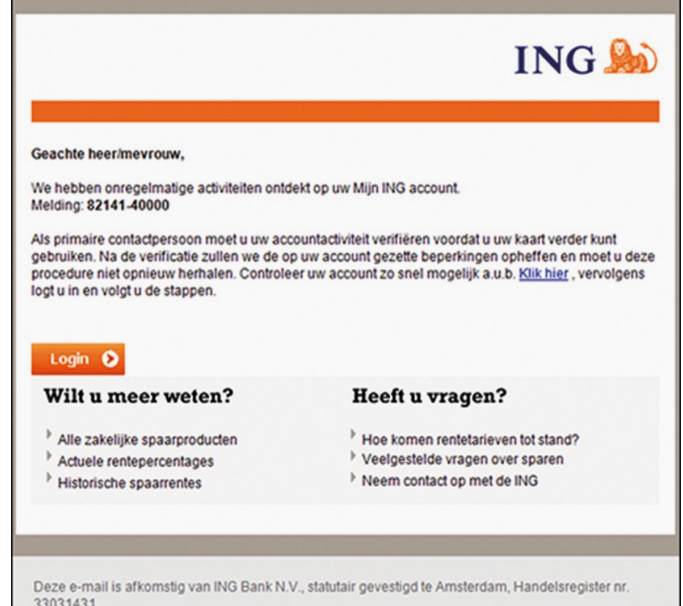 ING
Geachte heer/mevrouw,
We hebben onregelmatige activiteiten ontdekt op uw Mijn ING account.
Melding: 82141-40000
Als primaire contactpersoon moet u uw accountactiviteit verifiëren voordat u uw kaart verder kunt
gebruiken. Na de verificatie zullen we de op uw account gezette beperkingen opheffen en moet u deze
procedure niet opnieuw herhalen. Controleer uw account zo snel mogelijk a.u.b. Klik hier , vervolgens
logt u in en volgt u de stappen.
Login
Wilt u meer weten?
Alle zakelijke spaarproducten
Actuele rentepercentages
Historische spaarrentes
Heeft u vragen?
Hoe komen rentetarieven tot stand?
Veelgestelde vragen over sparen
Neem contact op met de ING
Deze e-mail is afkomstig van ING Bank N.V., statutair gevestigd te Amsterdam, Handelsregister nr.
33031431